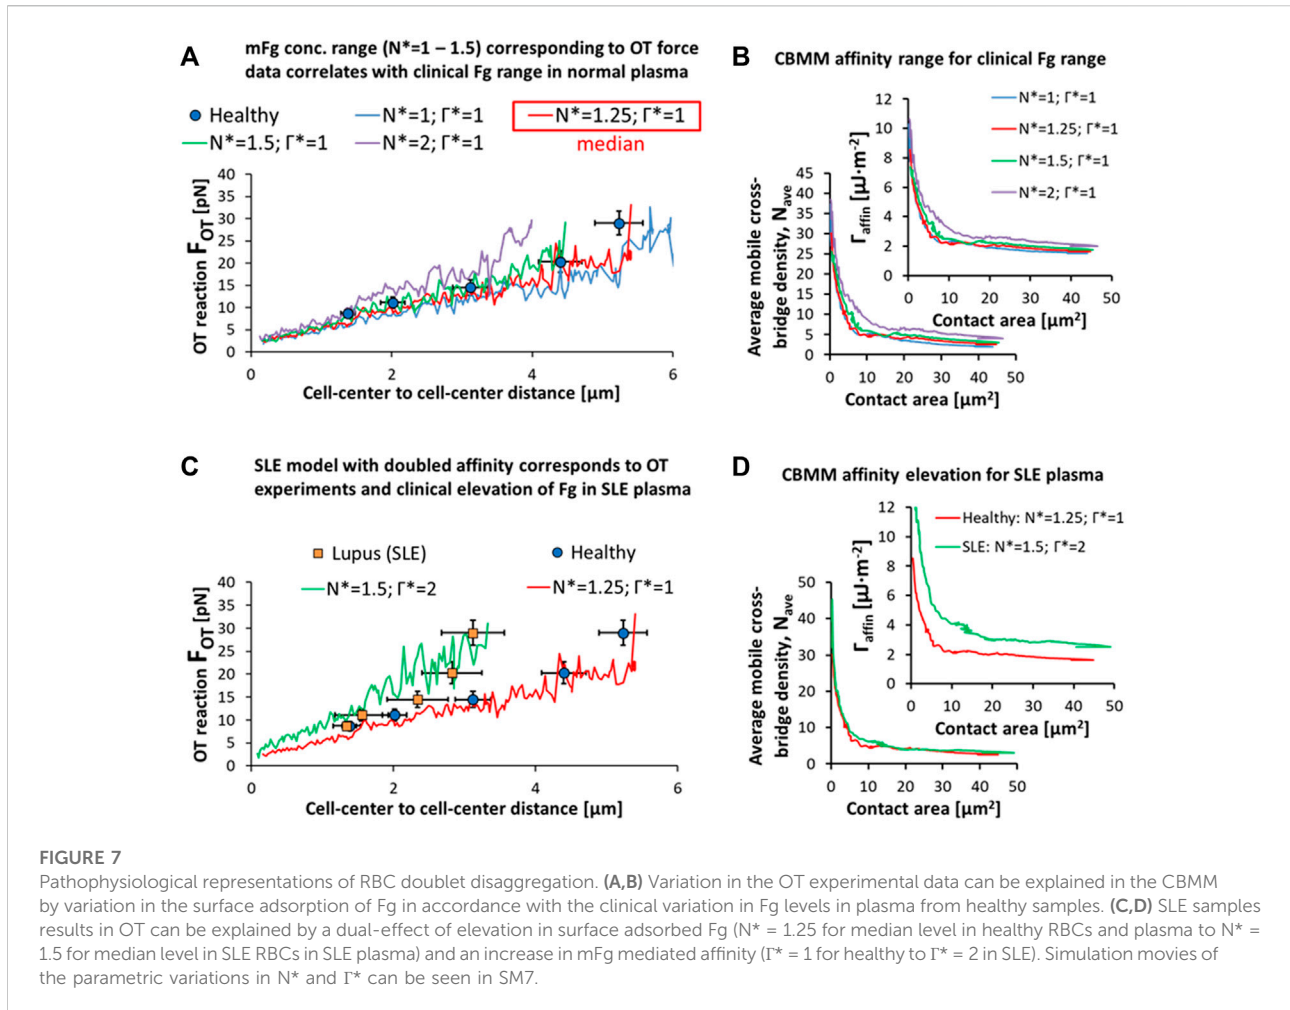 A
mFg conc. range (N*=1 – 1.5) corresponding to OT force
data correlates with clinical Fg range in normal plasma
Healthy
N*=1; Γ*=1
N*=1.25; Γ*=1
N*=1.5; Γ*=1
N*=2; Γ*=1
median
OT reaction F_OT [pN]
40
35
30
25
20
15
10
5
0
0 2 4 6
Cell-center to cell-center distance [µm]
B
CBMM affinity range for clinical Fg range
N*=1; Γ*=1
N*=1.25; Γ*=1
N*=1.5; Γ*=1
N*=2; Γ*=1
Γ_affin [µJ·m⁻²]
12
10
8
6
4
2
0
0 10 20 30 40 50
Contact area [µm²]
Average mobile cross-
bridge density, N_ave
45
40
35
30
25
20
15
10
5
0
0 10 20 30 40 50
Contact area [µm²]
C
SLE model with doubled affinity corresponds to OT
experiments and clinical elevation of Fg in SLE plasma
Lupus (SLE)
Healthy
N*=1.5; Γ*=2
N*=1.25; Γ*=1
OT reaction F_OT [pN]
40
35
30
25
20
15
10
5
0
0 2 4 6
Cell-center to cell-center distance [µm]
D
CBMM affinity elevation for SLE plasma
Healthy: N*=1.25; Γ*=1
SLE: N*=1.5; Γ*=2
Γ_affin [µJ·m⁻²]
12
10
8
6
4
2
0
0 10 20 30 40 50
Contact area [µm²]
Average mobile cross-
bridge density, N_ave
50
40
30
20
10
0
0 10 20 30 40 50
Contact area [µm²]
FIGURE 7
Pathophysiological representations of RBC doublet disaggregation. (A,B) Variation in the OT experimental data can be explained in the CBMM
by variation in the surface adsorption of Fg in accordance with the clinical variation in Fg levels in plasma from healthy samples. (C,D) SLE samples
results in OT can be explained by a dual-effect of elevation in surface adsorbed Fg (N* = 1.25 for median level in healthy RBCs and plasma to N* =
1.5 for median level in SLE RBCs in SLE plasma) and an increase in mFg mediated affinity (Γ* = 1 for healthy to Γ* = 2 in SLE). Simulation movies of
the parametric variations in N* and Γ* can be seen in SM7.